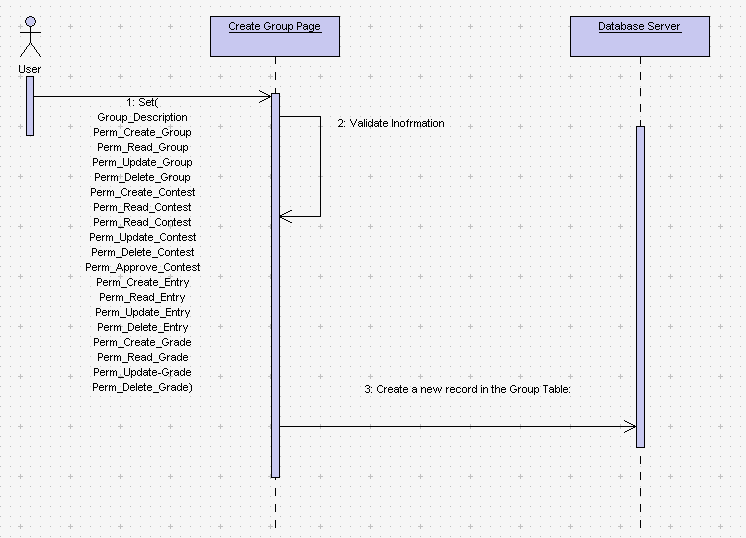 Create Group Page
Database Server
User
1: Set(
Group_Description
Perm_Create_Group
Perm_Read_Group
Perm_Update_Group
Perm_Delete_Group
Perm_Create_Contest
Perm_Read_Contest
Perm_Read_Contest
Perm_Update_Contest
Perm_Delete_Contest
Perm_Approve_Contest
Perm_Create_Entry
Perm_Read_Entry
Perm_Update_Entry
Perm_Delete_Entry
Perm_Create_Grade
Perm_Read_Grade
Perm_Update-Grade
Perm_Delete_Grade)
2: Validate Inofrmation
3: Create a new record in the Group Table: